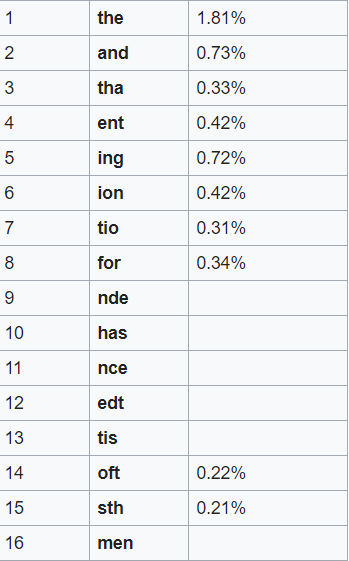 1 the 1.81%
2 and 0.73%
3 tha 0.33%
4 ent 0.42%
5 ing 0.72%
6 ion 0.42%
7 tio 0.31%
8 for 0.34%
9 nde
10 has
11 nce
12 edt
13 tis
14 oft 0.22%
15 sth 0.21%
16 men